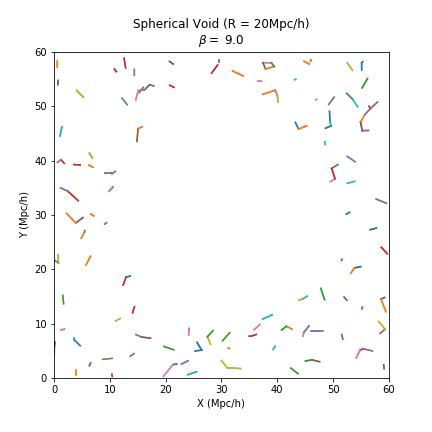 Spherical Void (R = 20Mpc/h)
β = 9.0
60
50
40
30
20
10
0
Y (Mpc/h)
0 10 20 30 40 50 60
X (Mpc/h)